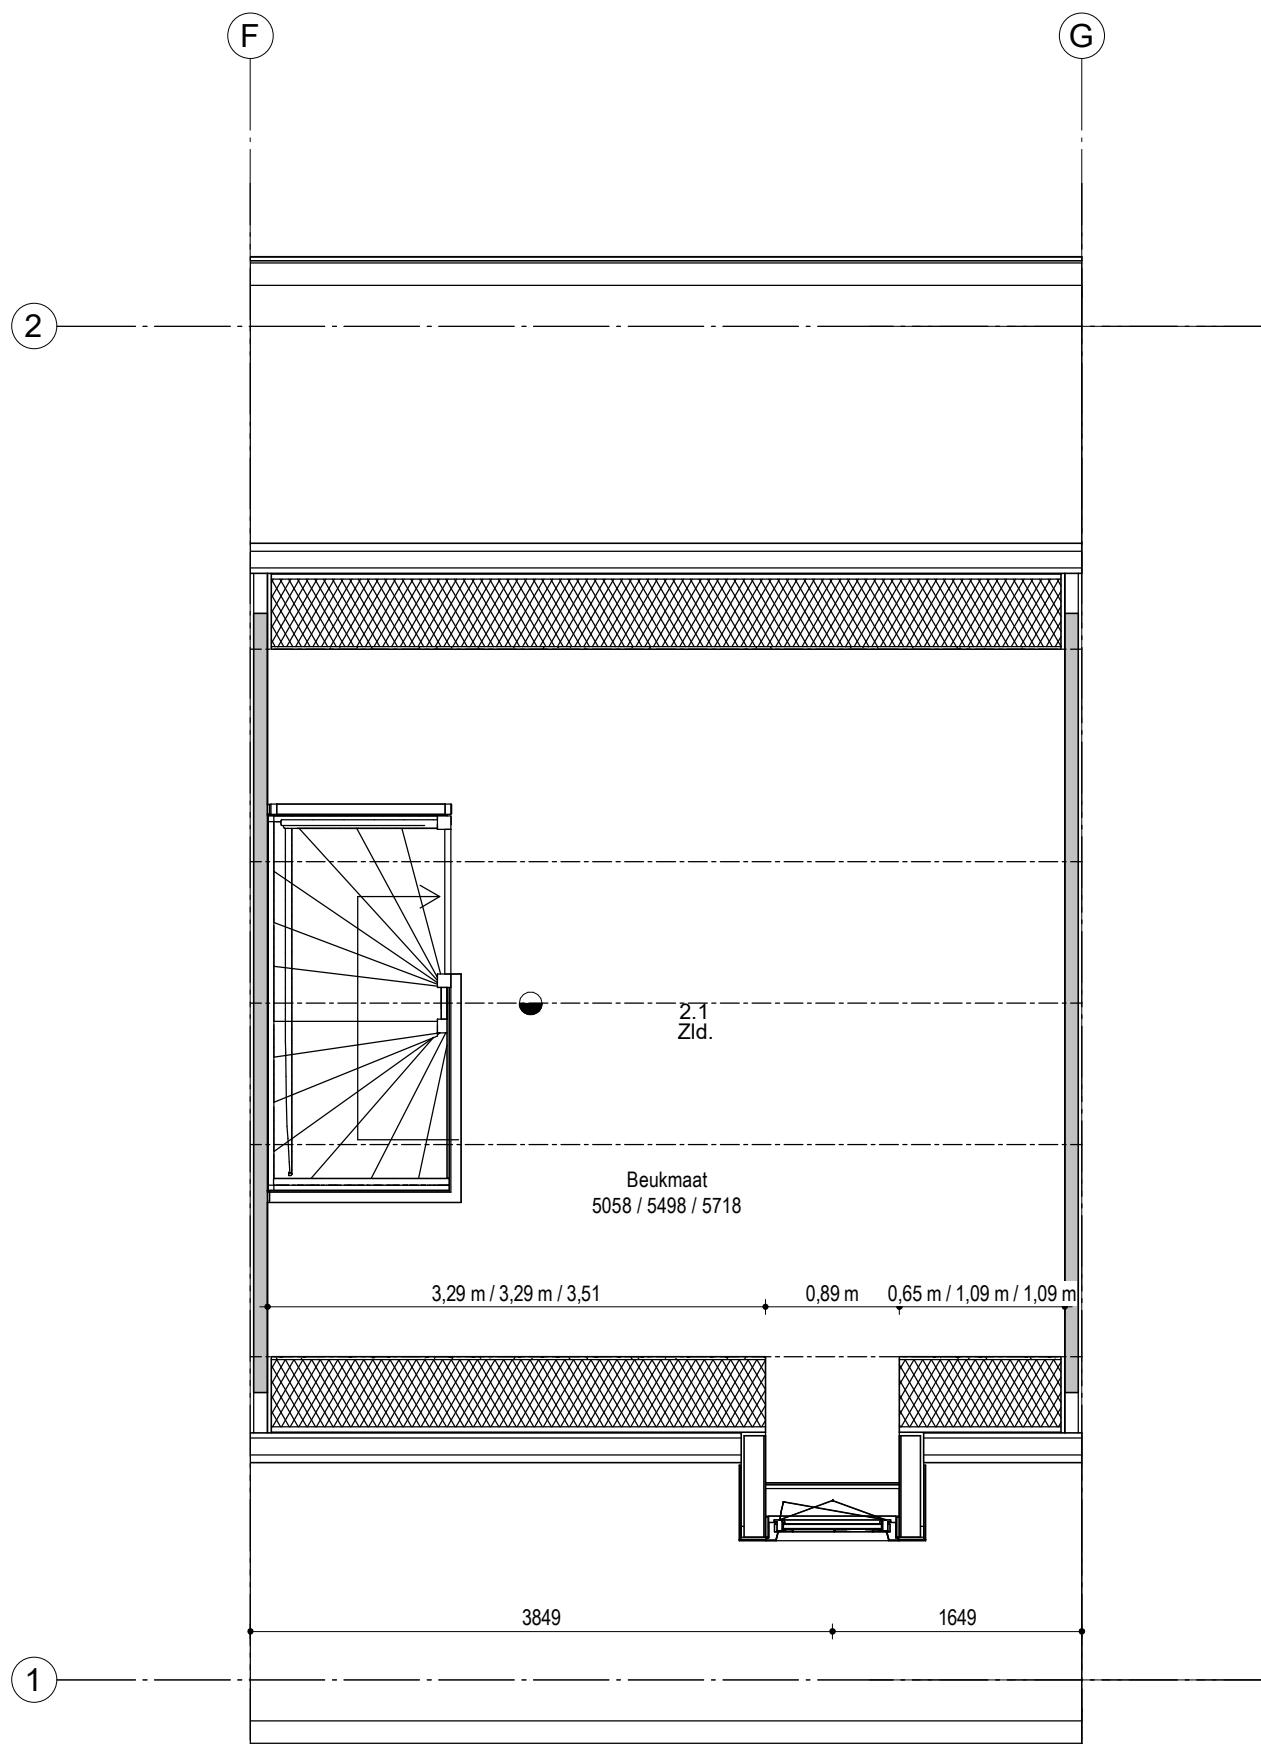 F
G
2
2.1
Zld.
Beukmaat
5058 / 5498 / 5718
3,29 m / 3,29 m / 3,51
0,89 m
0,65 m / 1,09 m / 1,09 m
3849
1649
1